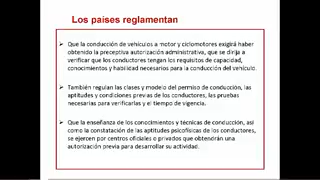 Los países reglamentan
➢ Que la conducción de vehículos a motor y ciclomotores exigirá haber
obtenido la preceptiva autorización administrativa, que se dirija a
verificar que los conductores tengan los requisitos de capacidad,
conocimientos y habilidad necesarios para la conducción del vehículo.
➢ También regulan las clases y modelo del permiso de conducción, las
aptitudes y condiciones previas de los conductores, las pruebas
necesarias para verificarlas y el tiempo de vigencia.
➢ Que la enseñanza de los conocimientos y técnicas de conducción, así
como la constatación de las aptitudes psicofísicas de los conductores,
se ejercen por centros oficiales o privados que obtendrán una
autorización previa para desarrollar su actividad.